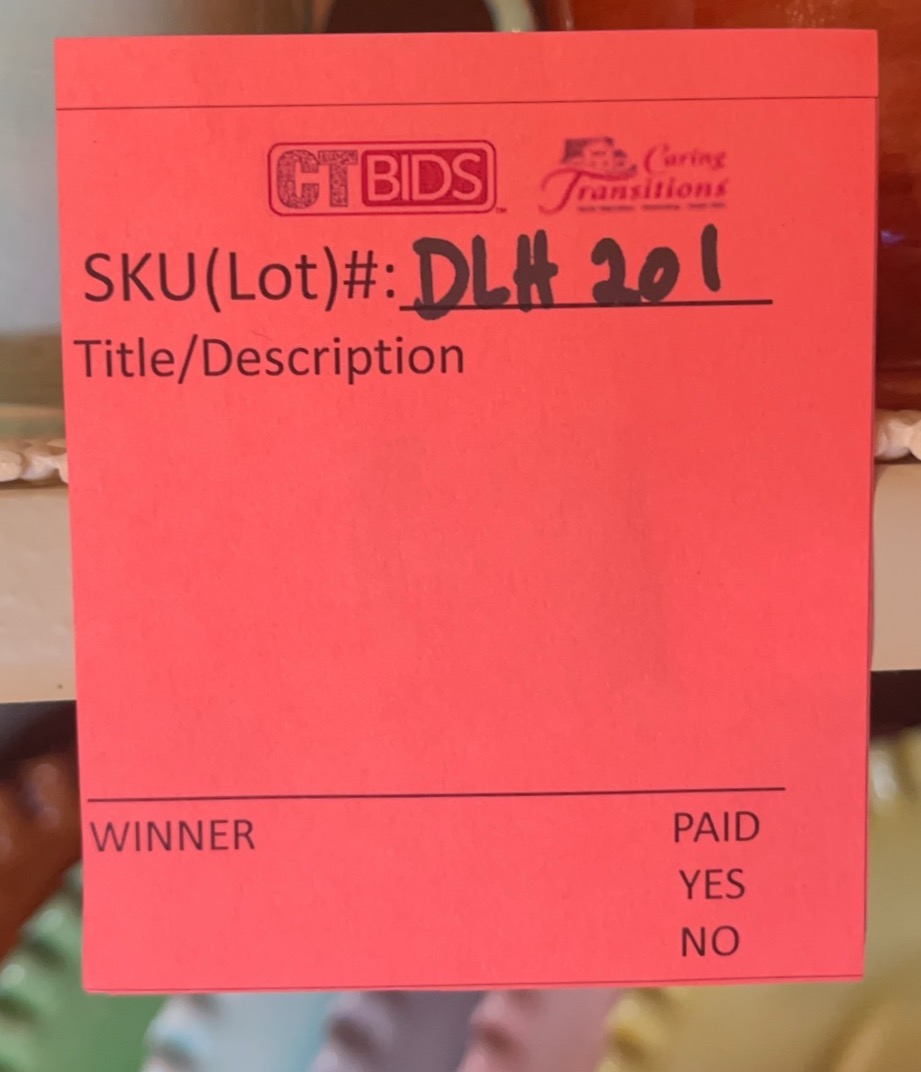 CTBIDS Caring
Transitions
SKU(Lot)#: DLH 201
Title/Description
WINNER PAID
YES
NO